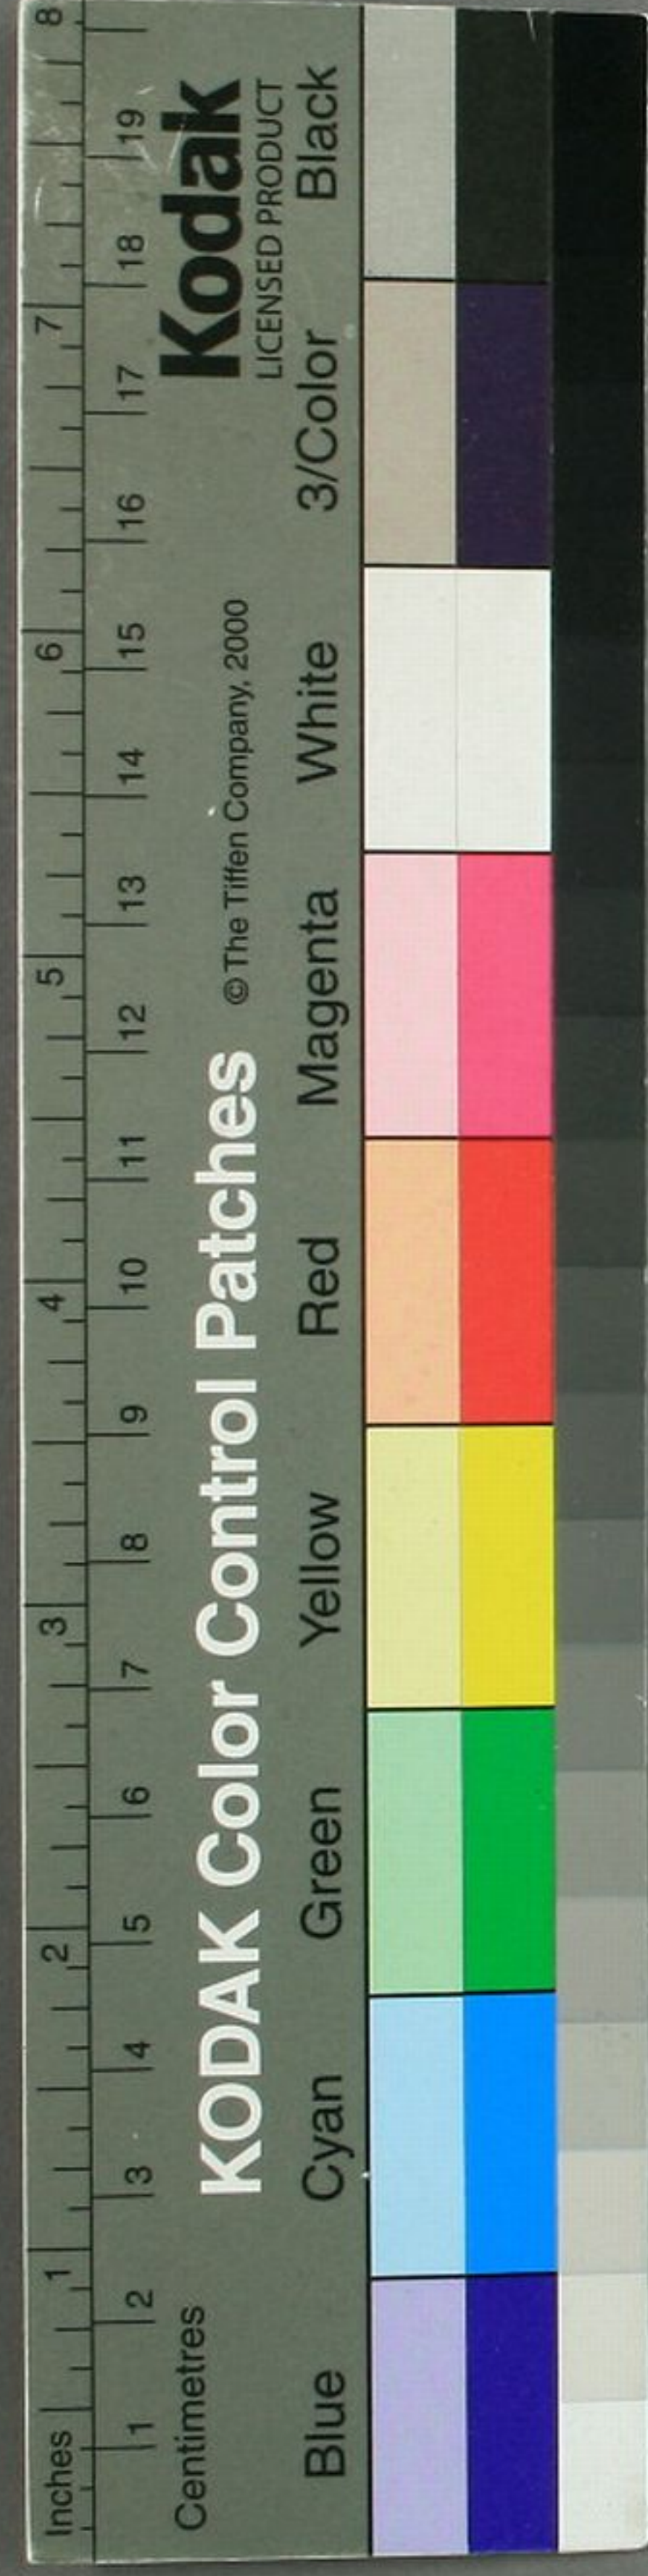 Inches 1 2 3 4 5 6 7 8
1 2 3 4 5 6 7 8 9 10 11 12 13 14 15 16 17 18 19
Centimetres
KODAK Color Control Patches
© The Tiffen Company, 2000
Kodak
LICENSED PRODUCT
Blue Cyan Green Yellow Red Magenta White 3/Color Black